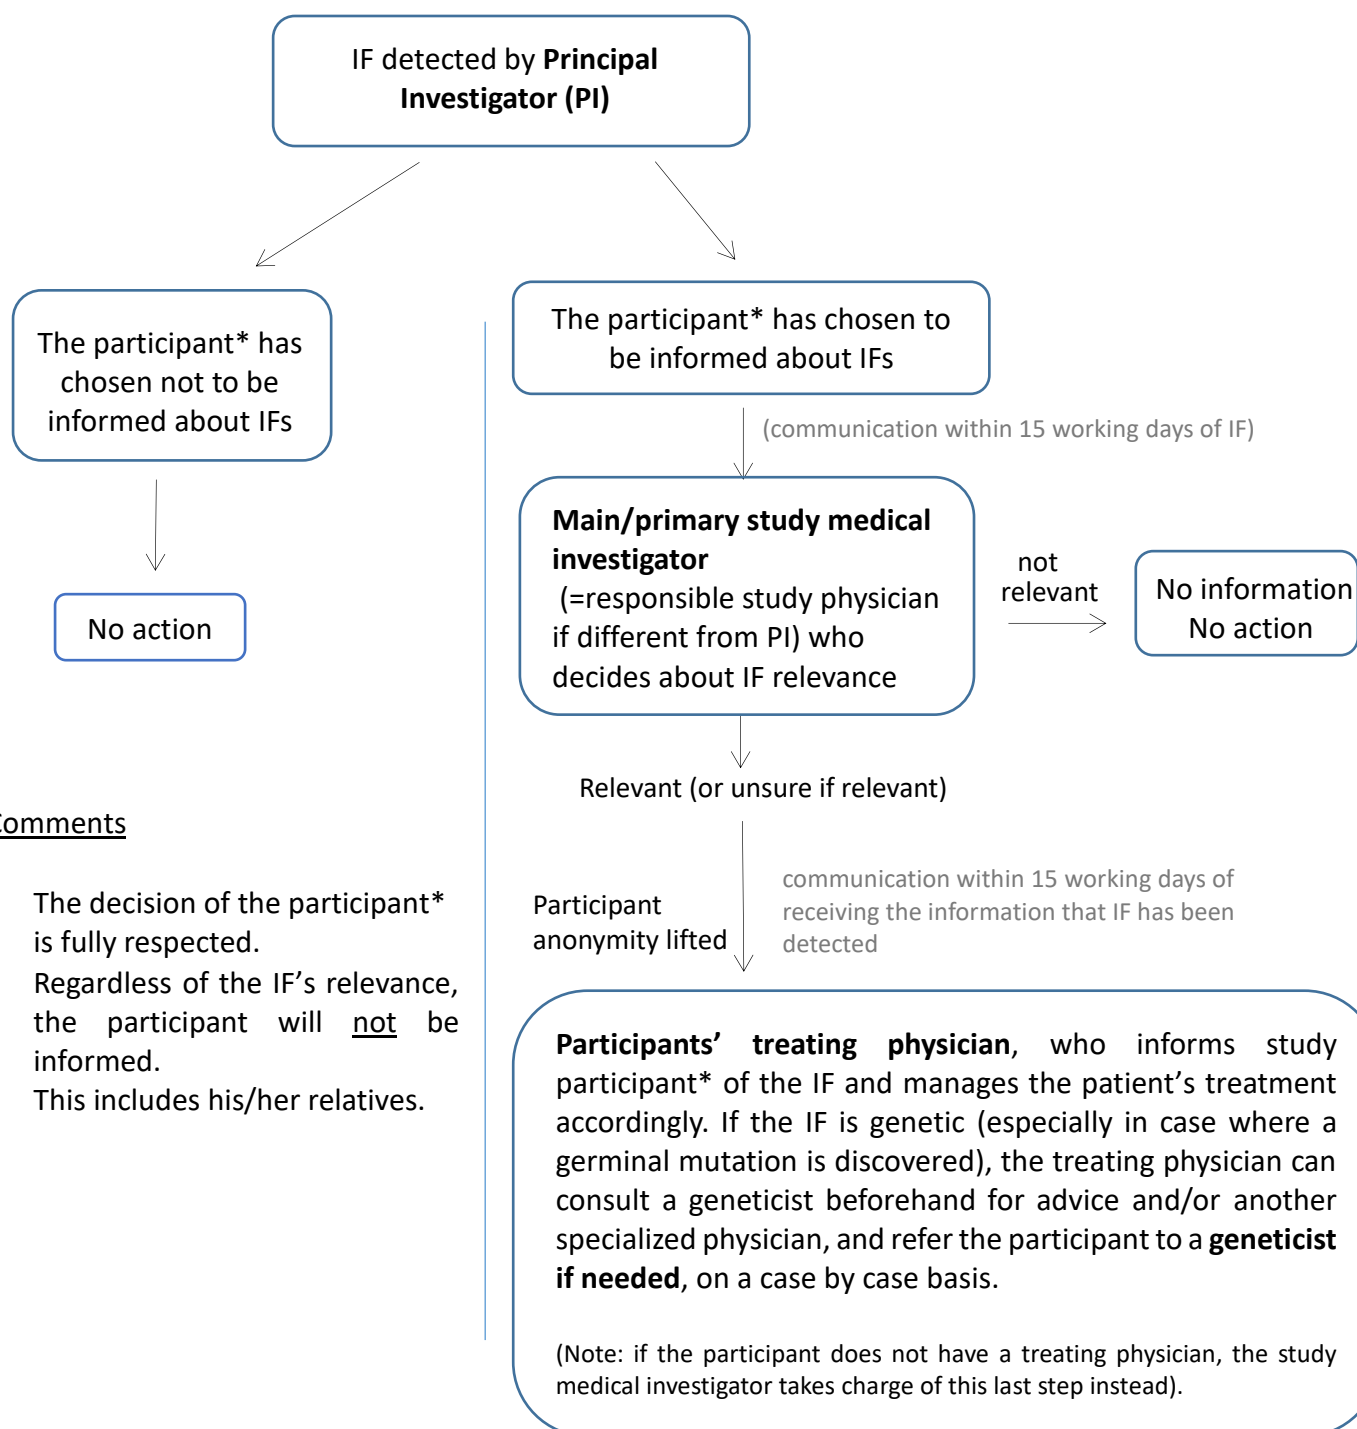 IF detected by Principal
Investigator (PI)
The participant* has
chosen not to be
informed about IFs
No action
The participant* has chosen to
be informed about IFs
(communication within 15 working days of IF)
Main/primary study medical
investigator
(=responsible study physician
if different from PI) who
decides about IF relevance
not
relevant
No information
No action
Relevant (or unsure if relevant)
Participant
anonymity lifted
communication within 15 working days of
receiving the information that IF has been
detected
Comments
The decision of the participant*
is fully respected.
Regardless of the IF’s relevance,
the participant will not be
informed.
This includes his/her relatives.
Participants’ treating physician, who informs study
participant* of the IF and manages the patient’s treatment
accordingly. If the IF is genetic (especially in case where a
germinal mutation is discovered), the treating physician can
consult a geneticist beforehand for advice and/or another
specialized physician, and refer the participant to a geneticist
if needed, on a case by case basis.
(Note: if the participant does not have a treating physician, the study
medical investigator takes charge of this last step instead).